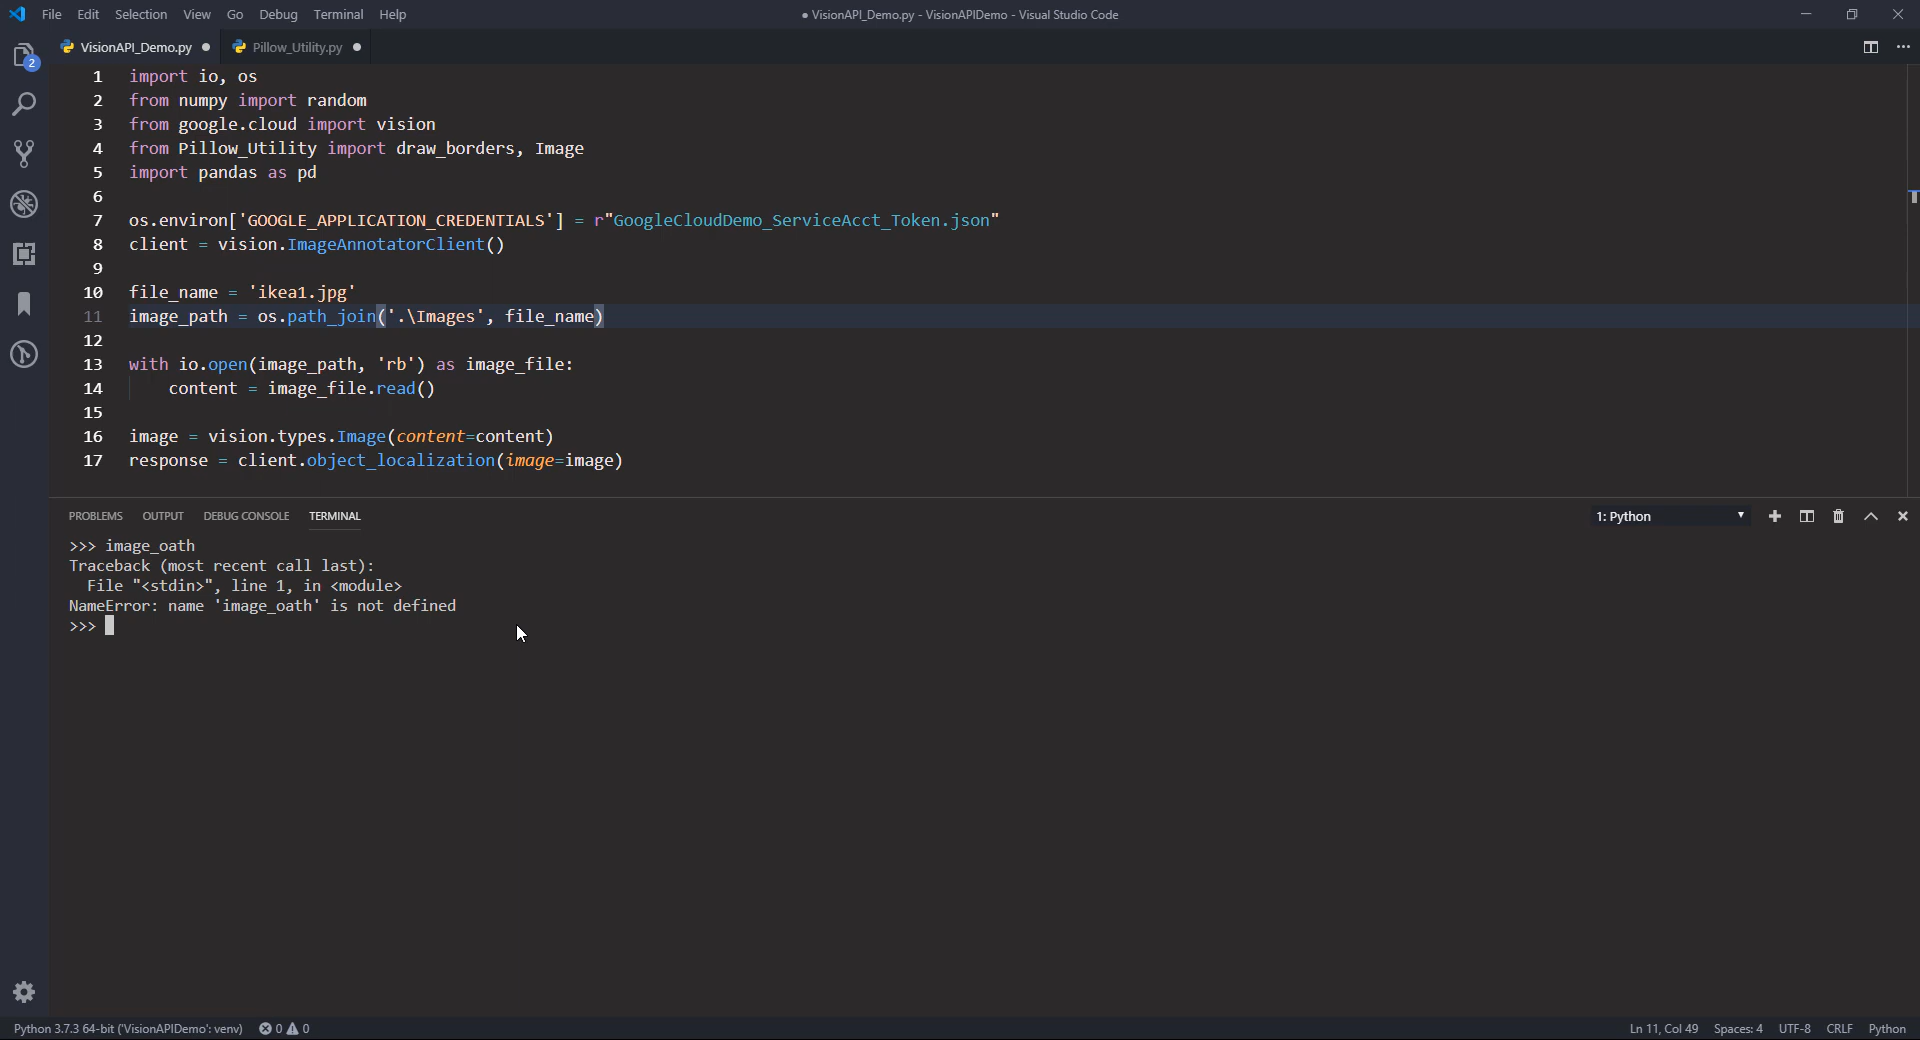 File Edit Selection View Go Debug Terminal Help
● VisionAPI_Demo.py - VisionAPIDemo - Visual Studio Code
VisionAPI_Demo.py ●
Pillow_Utility.py ●
2
1 import io, os
2 from numpy import random
3 from google.cloud import vision
4 from Pillow_Utility import draw_borders, Image
5 import pandas as pd
6
7 os.environ['GOOGLE_APPLICATION_CREDENTIALS'] = r"GoogleCloudDemo_ServiceAcct_Token.json"
8 client = vision.ImageAnnotatorClient()
9
10 file_name = 'ikea1.jpg'
11 image_path = os.path_join('.\Images', file_name)
12
13 with io.open(image_path, 'rb') as image_file:
14     content = image_file.read()
15
16 image = vision.types.Image(content=content)
17 response = client.object_localization(image=image)
PROBLEMS OUTPUT DEBUG CONSOLE TERMINAL
1: Python
>>> image_oath
Traceback (most recent call last):
  File "<stdin>", line 1, in <module>
NameError: name 'image_oath' is not defined
>>>
Python 3.7.3 64-bit ('VisionAPIDemo': venv) 0 0
Ln 11, Col 49 Spaces: 4 UTF-8 CRLF Python